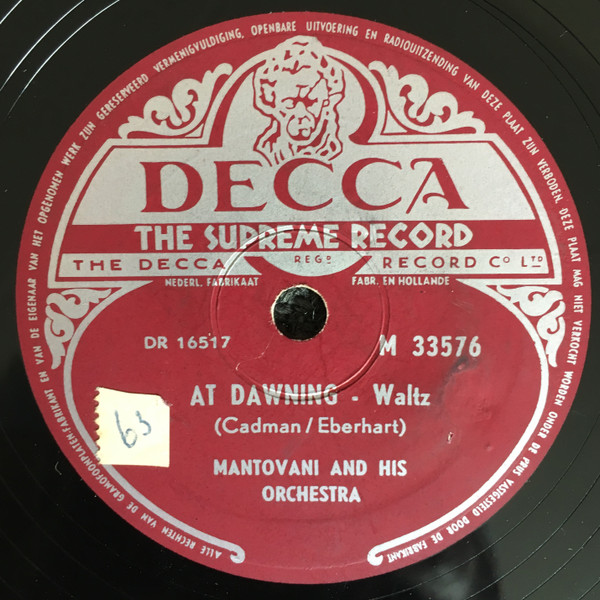 ALLE RECHTEN VAN DE GRAMOFOONPLATEN-FABRIKANT EN VAN DE EIGENAAR VAN HET OPGENOMEN WERK ZIJN GERESERVEERD VERMENIGVULDIGING, OPENBARE UITVOERING EN RADIOUITZENDING VAN DEZE PLAAT ZIJN VERBODEN. DEZE PLAAT MAG NIET VERKOCHT WORDEN ONDER DE PRIJS VASTGESTELD DOOR DE FABRIKANT
DECCA
THE SUPREME RECORD
THE DECCA REGD RECORD CO LTD
NEDERL. FABRIKAAT FABR. EN HOLLANDE
DR 16517 M 33576
AT DAWNING - Waltz
(Cadman/Eberhart)
63
MANTOVANI AND HIS
ORCHESTRA